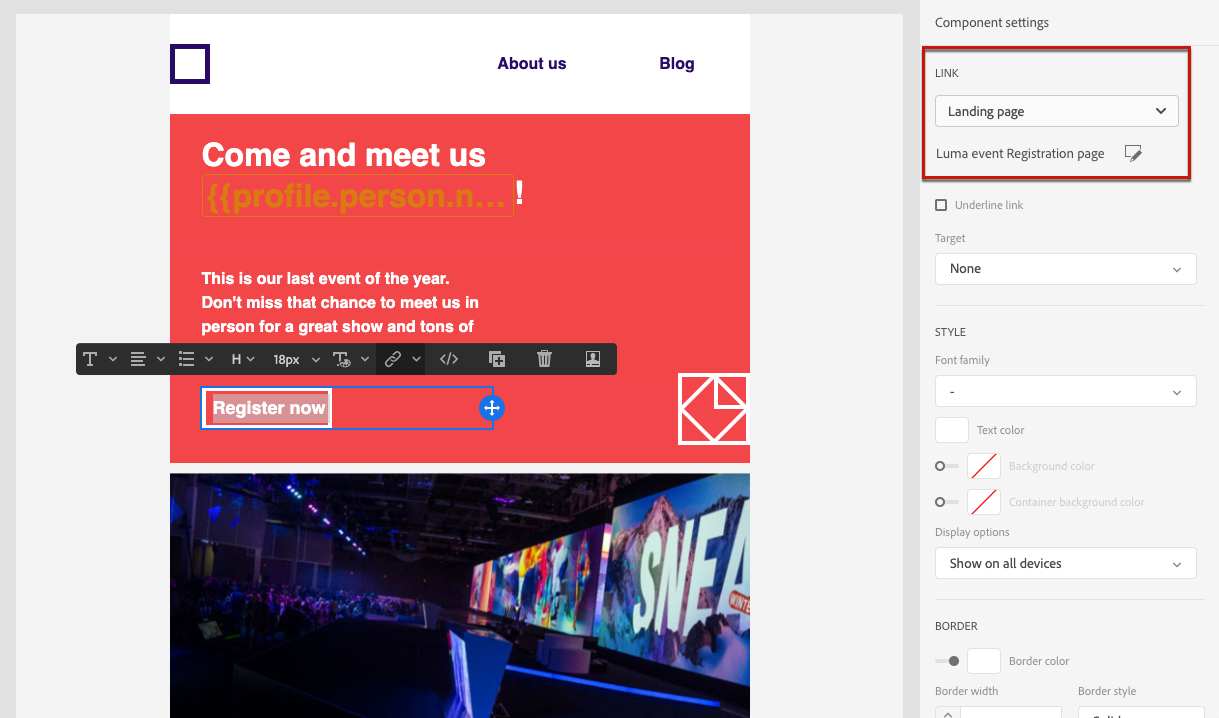 About us
Blog
Come and meet us
{{profile.person.n... !
This is our last event of the year.
Don't miss that chance to meet us in
person for a great show and tons of
H
18px
</>
Register now
SNEA
Component settings
LINK
Landing page
Luma event Registration page
Underline link
Target
None
STYLE
Font family
-
Text color
Background color
Container background color
Display options
Show on all devices
BORDER
Border color
Border width
Border style